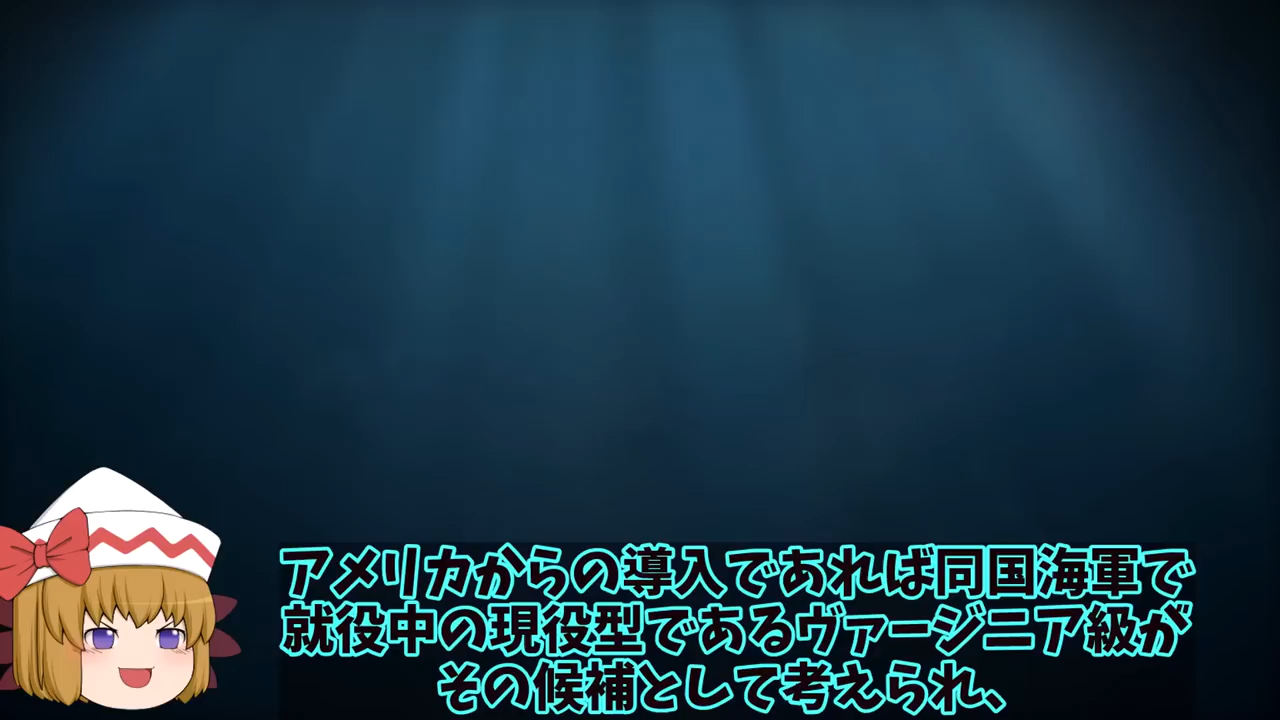 アメリカからの導入であれば同国海軍で
就役中の現役型であるヴァージニア級が
その候補として考えられ、